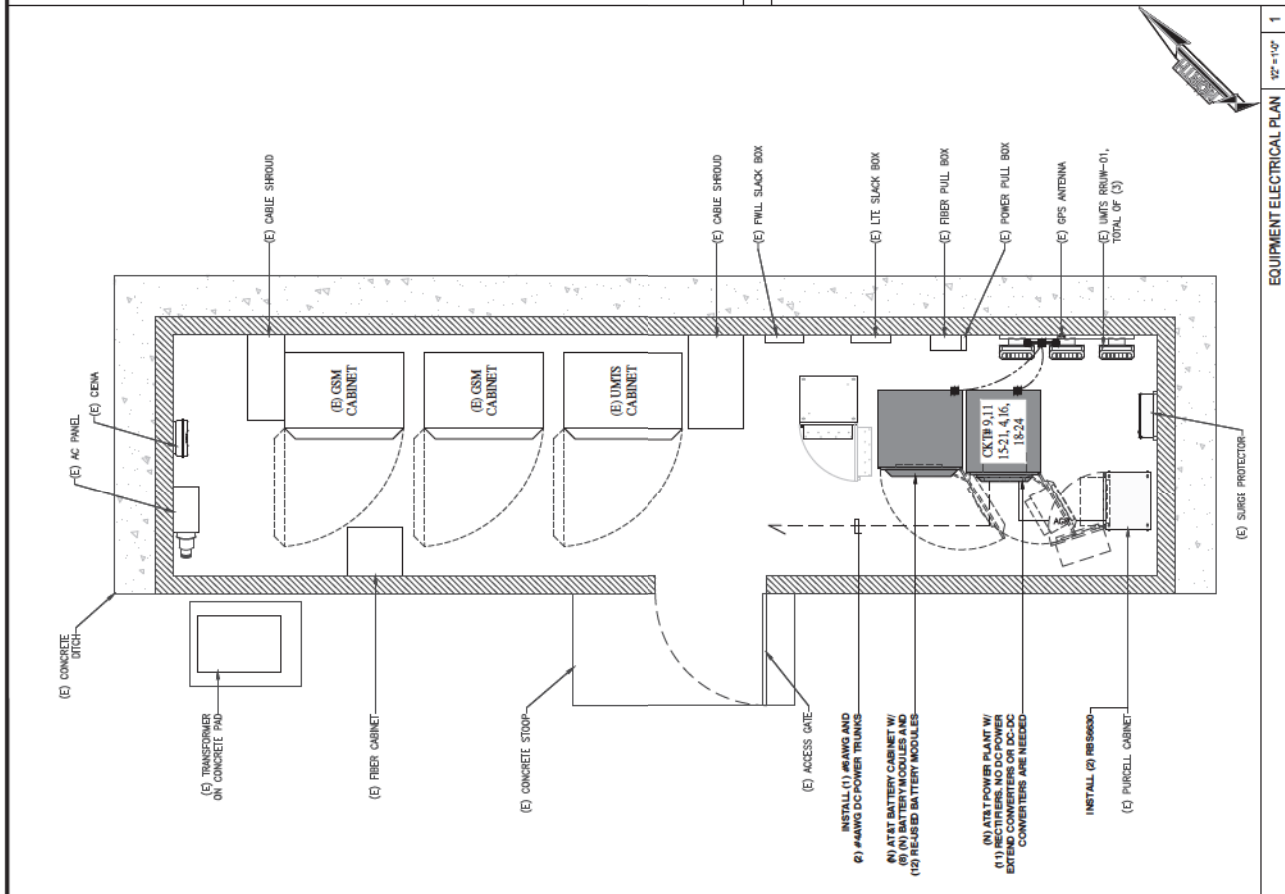 (E) CABLE SHROUD
(E) CABLE SHROUD
(E) FWLL SLACK BOX
(E) LTE SLACK BOX
(E) FIBER PULL BOX
(E) POWER PULL BOX
(E) GPS ANTENNA
(E) UMTS RRUW-01,
TOTAL OF (3)
(E) AC PANEL
(E) CIENA
(E) GSM
CABINET
(E) GSM
CABINET
(E) UMTS
CABINET
CKT# 9,11
15-21, 4,16,
18-24
(E) SURGE PROTECTOR
(E) CONCRETE
DITCH
(E) TRANSFORMER
ON CONCRETE PAD
(E) FIBER CABINET
(E) CONCRETE STOOP
(E) ACCESS GATE
INSTALL (1) #6AWG AND
(2) #4AWG DC POWER TRUNKS
(N) AT&T BATTERY CABINET W/
(8) (N) BATTERY MODULES AND
(12) RE-USED BATTERY MODULES
(N) AT&T POWER PLANT W/
(11) RECTIFIERS. NO DC POWER
EXTEND CONVERTERS OR DC-DC
CONVERTERS ARE NEEDED
INSTALL (2) RBS6630
(E) PURCELL CABINET
NORTH
EQUIPMENT ELECTRICAL PLAN
1/2" = 1'-0"
1